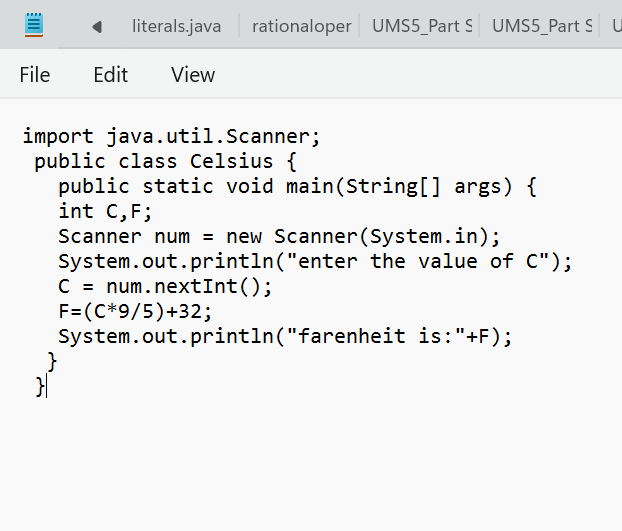 literals.java rationaloper UMS5_Part S UMS5_Part S U
File Edit View
import java.util.Scanner;
public class Celsius {
public static void main(String[] args) {
int C,F;
Scanner num = new Scanner(System.in);
System.out.println("enter the value of C");
C = num.nextInt();
F=(C*9/5)+32;
System.out.println("farenheit is:"+F);
}
}